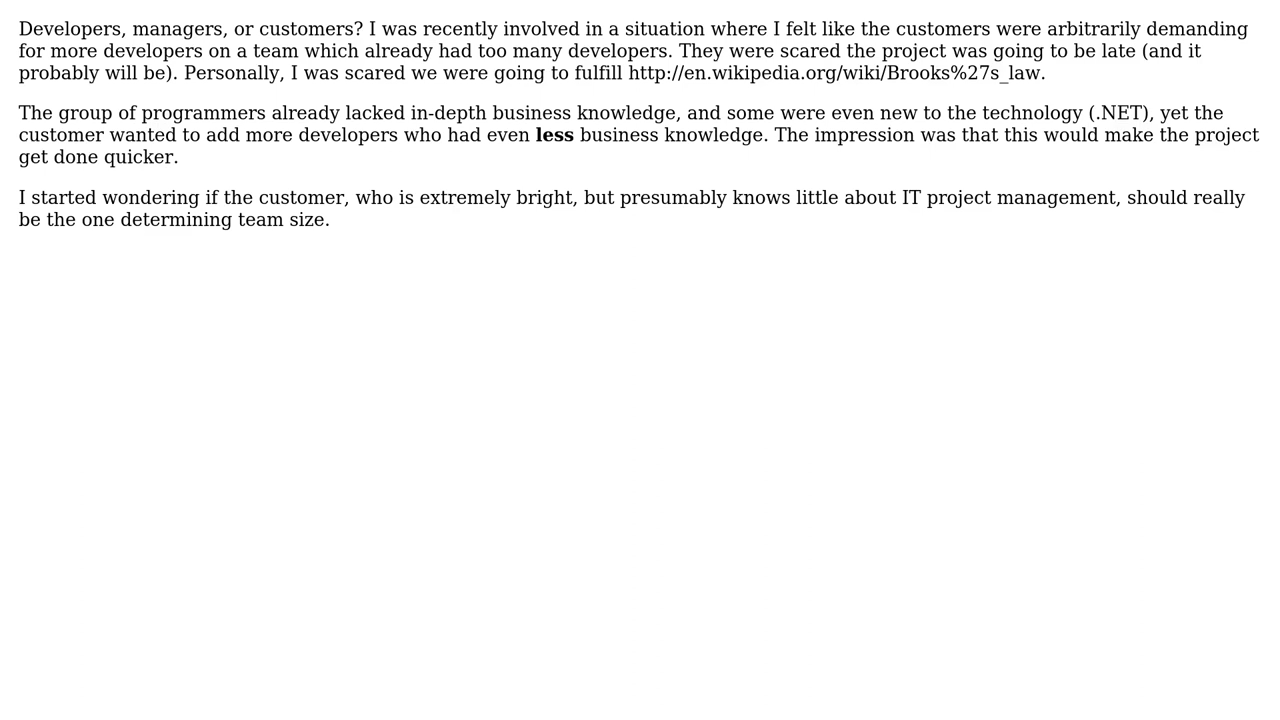 Developers, managers, or customers? I was recently involved in a situation where I felt like the customers were arbitrarily demanding
for more developers on a team which already had too many developers. They were scared the project was going to be late (and it
probably will be). Personally, I was scared we were going to fulfill http://en.wikipedia.org/wiki/Brooks%27s_law.
The group of programmers already lacked in-depth business knowledge, and some were even new to the technology (.NET), yet the
customer wanted to add more developers who had even less business knowledge. The impression was that this would make the project
get done quicker.
I started wondering if the customer, who is extremely bright, but presumably knows little about IT project management, should really
be the one determining team size.